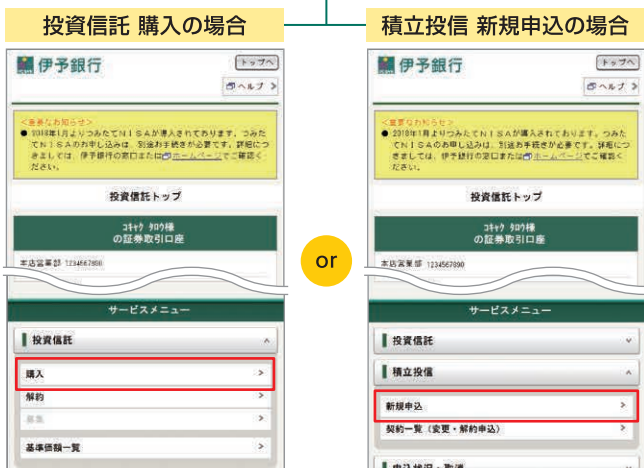 投資信託 購入の場合
伊予銀行
トップへ
ヘルプ >
<重要なお知らせ>
● 2018年1月よりつみたてNISAが導入されております。つみた
てNISAのお申し込みは、別途お手続きが必要です。詳細につ
きましては、伊予銀行の窓口またはホームページでご確認く
ださい。
投資信託トップ
コキャク タロウ様
の証券取引口座
本店営業部 1234567890
サービスメニュー
投資信託
購入 >
解約 >
募集 >
基準価額一覧 >
or
積立投信 新規申込の場合
伊予銀行
トップへ
ヘルプ >
<重要なお知らせ>
● 2018年1月よりつみたてNISAが導入されております。つみた
てNISAのお申し込みは、別途お手続きが必要です。詳細につ
きましては、伊予銀行の窓口またはホームページでご確認く
ださい。
投資信託トップ
コキャク タロウ様
の証券取引口座
本店営業部 1234567890
サービスメニュー
投資信託
積立投信
新規申込 >
契約一覧（変更・解約申込） >
申込状況・取消